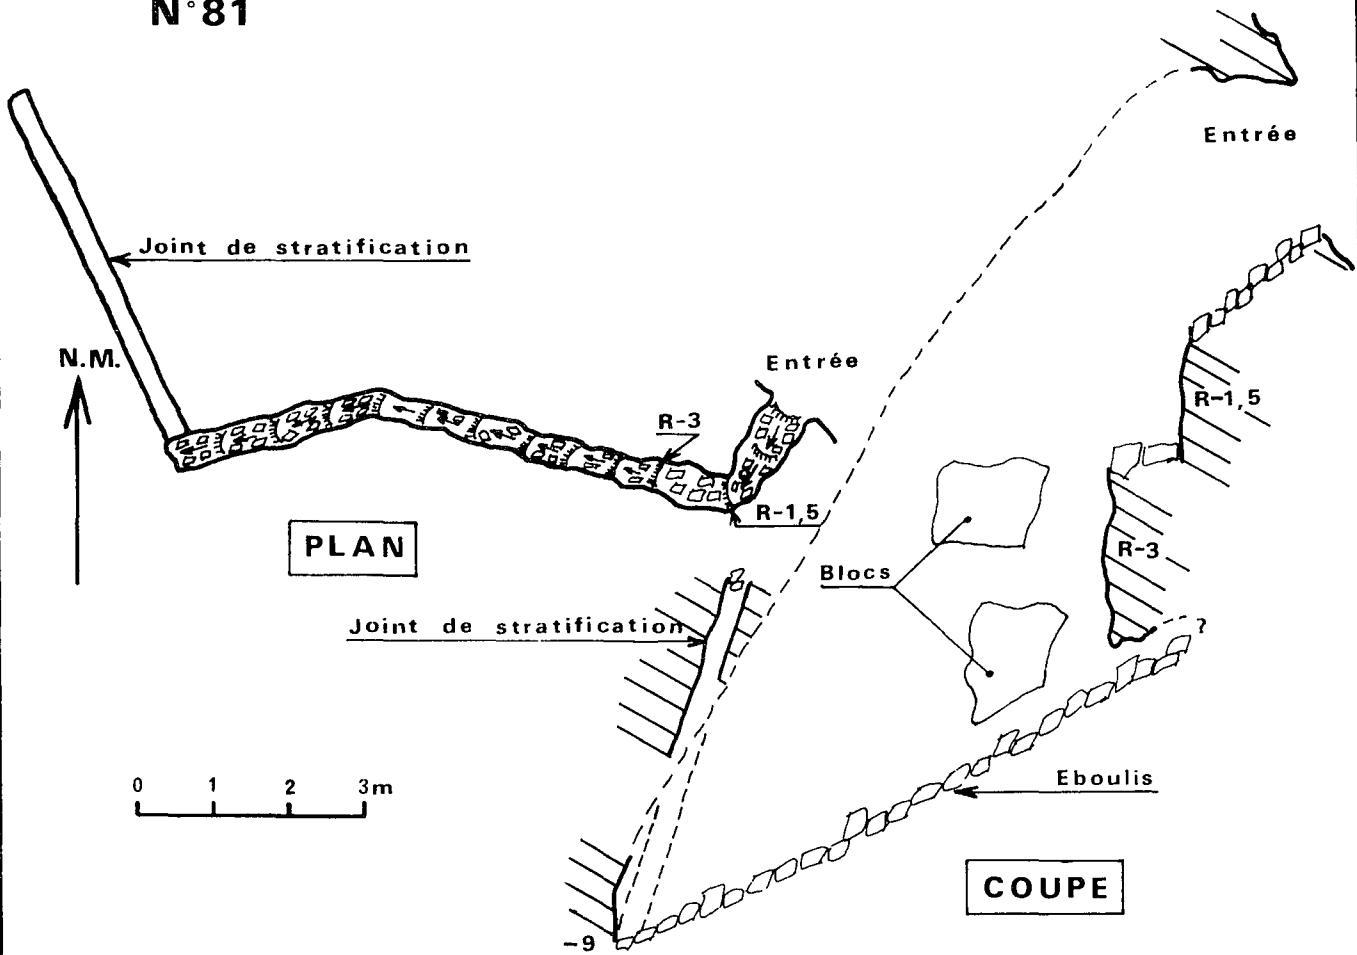 N°81
Entrée
Joint de stratification
N.M.
Entrée
R-1,5
R-3
R-1,5
PLAN
R-3
Blocs
Joint de stratification
?
0 1 2 3m
Eboulis
COUPE
-9